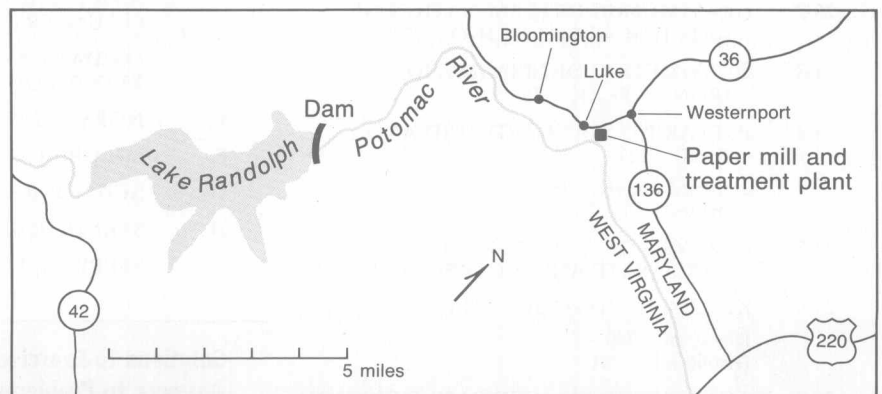 Bloomington
Luke
36
River
Dam
Potomac
Westernport
Lake Randolph
Paper mill and
treatment plant
136
N
WEST VIRGINIA
MARYLAND
42
220
5 miles